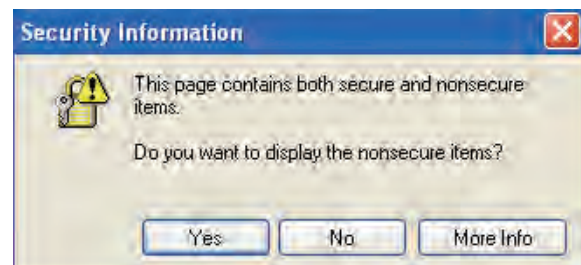 Security Information
This page contains both secure and nonsecure
items.
Do you want to display the nonsecure items?
Yes No More Info